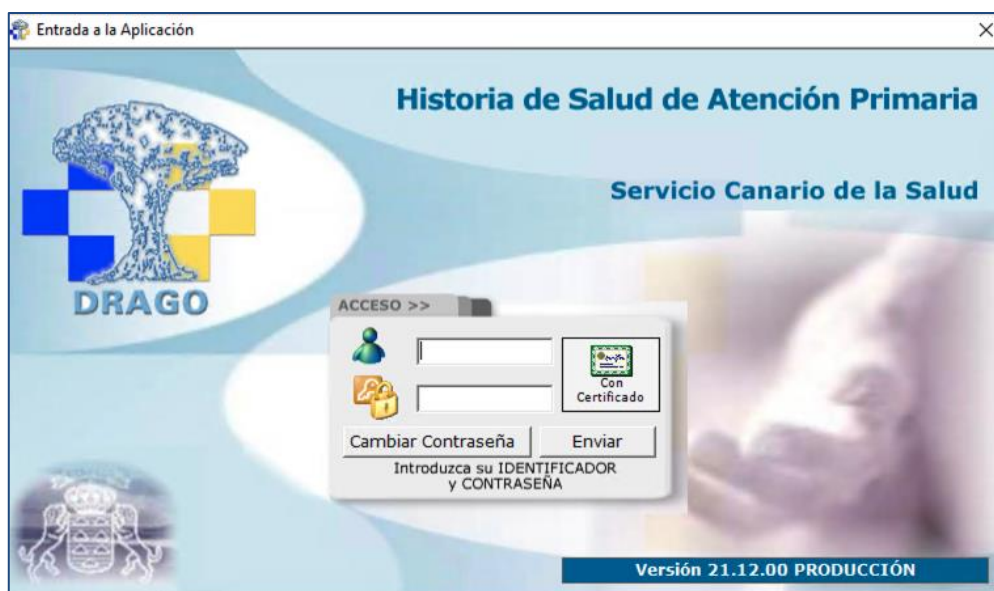 Entrada a la Aplicación
Historia de Salud de Atención Primaria
Servicio Canario de la Salud
DRAGO
ACCESO >>
Con
Certificado
Cambiar Contraseña
Enviar
Introduzca su IDENTIFICADOR
y CONTRASEÑA
Versión 21.12.00 PRODUCCIÓN